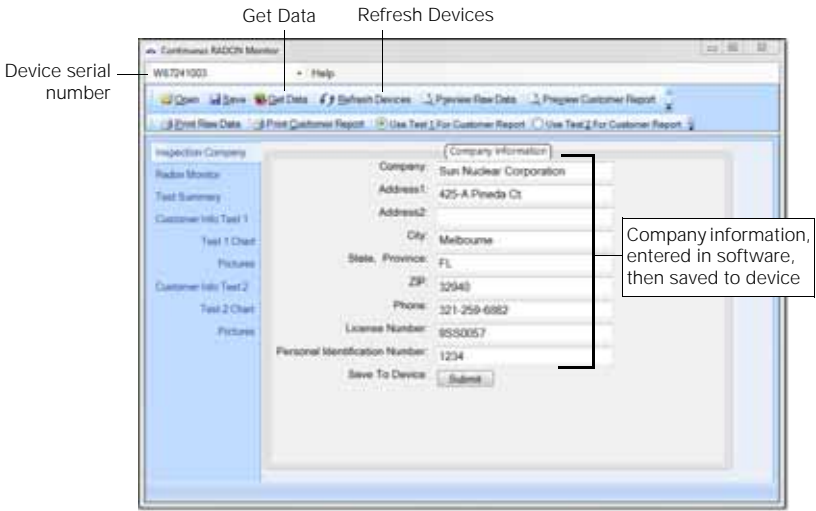 Get Data
Refresh Devices
Device serial
number
Continuous RADON Monitor
W67241003
Help
Open Save Get Data Refresh Devices Preview Raw Data Preview Customer Report
Print Raw Data Print Customer Report Use Test 1 For Customer Report Use Test 2 For Customer Report
Inspection Company
Radon Monitor
Test Summary
Customer Info Test 1
Test 1 Chart
Pictures
Customer Info Test 2
Test 2 Chart
Pictures
Company Information
Company: Sun Nuclear Corporation
Address1: 425-A Pineda Ct
Address2:
City: Melbourne
State, Province: FL
ZIP: 32940
Phone: 321-259-6862
License Number: 9SS0057
Personal Identification Number: 1234
Save To Device: Submit
Company information,
entered in software,
then saved to device